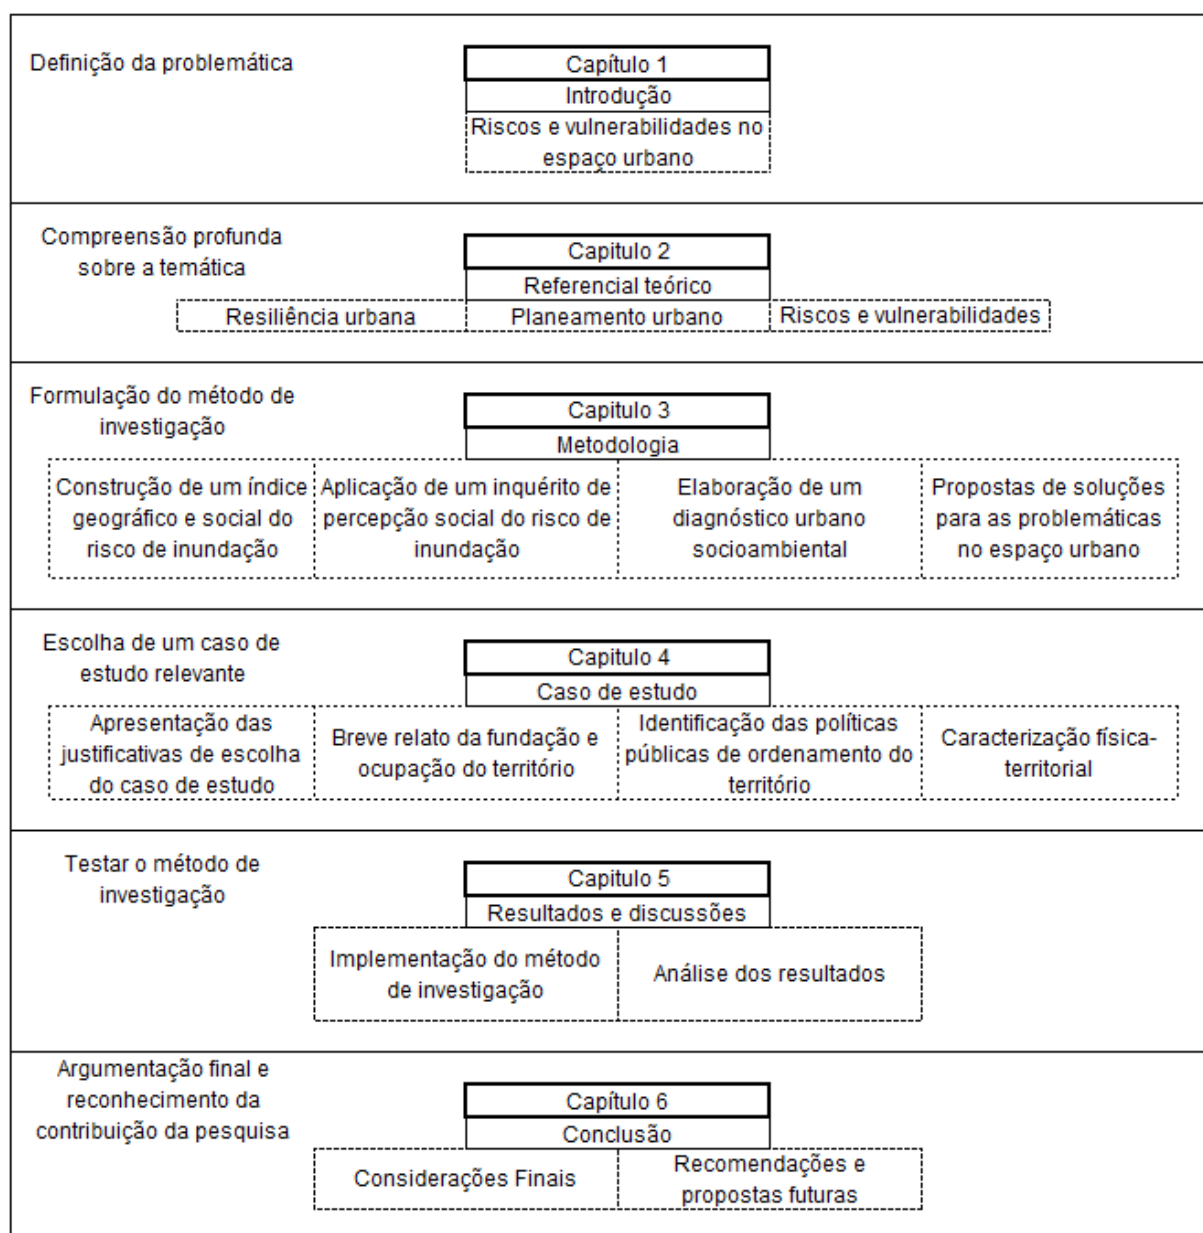 Definição da problemática
Capítulo 1
Introdução
Riscos e vulnerabilidades no
espaço urbano
Compreensão profunda
sobre a temática
Capitulo 2
Referencial teórico
Resiliência urbana
Planeamento urbano
Riscos e vulnerabilidades
Formulação do método de
investigação
Capitulo 3
Metodologia
Construção de um índice
geográfico e social do
risco de inundação
Aplicação de um inquérito de
percepção social do risco de
inundação
Elaboração de um
diagnóstico urbano
socioambiental
Propostas de soluções
para as problemáticas
no espaço urbano
Escolha de um caso de
estudo relevante
Capitulo 4
Caso de estudo
Apresentação das
justificativas de escolha
do caso de estudo
Breve relato da fundação e
ocupação do território
Identificação das políticas
públicas de ordenamento do
território
Caracterização física-
territorial
Testar o método de
investigação
Capitulo 5
Resultados e discussões
Implementação do método
de investigação
Análise dos resultados
Argumentação final e
reconhecimento da
contribuição da pesquisa
Capítulo 6
Conclusão
Considerações Finais
Recomendações e
propostas futuras